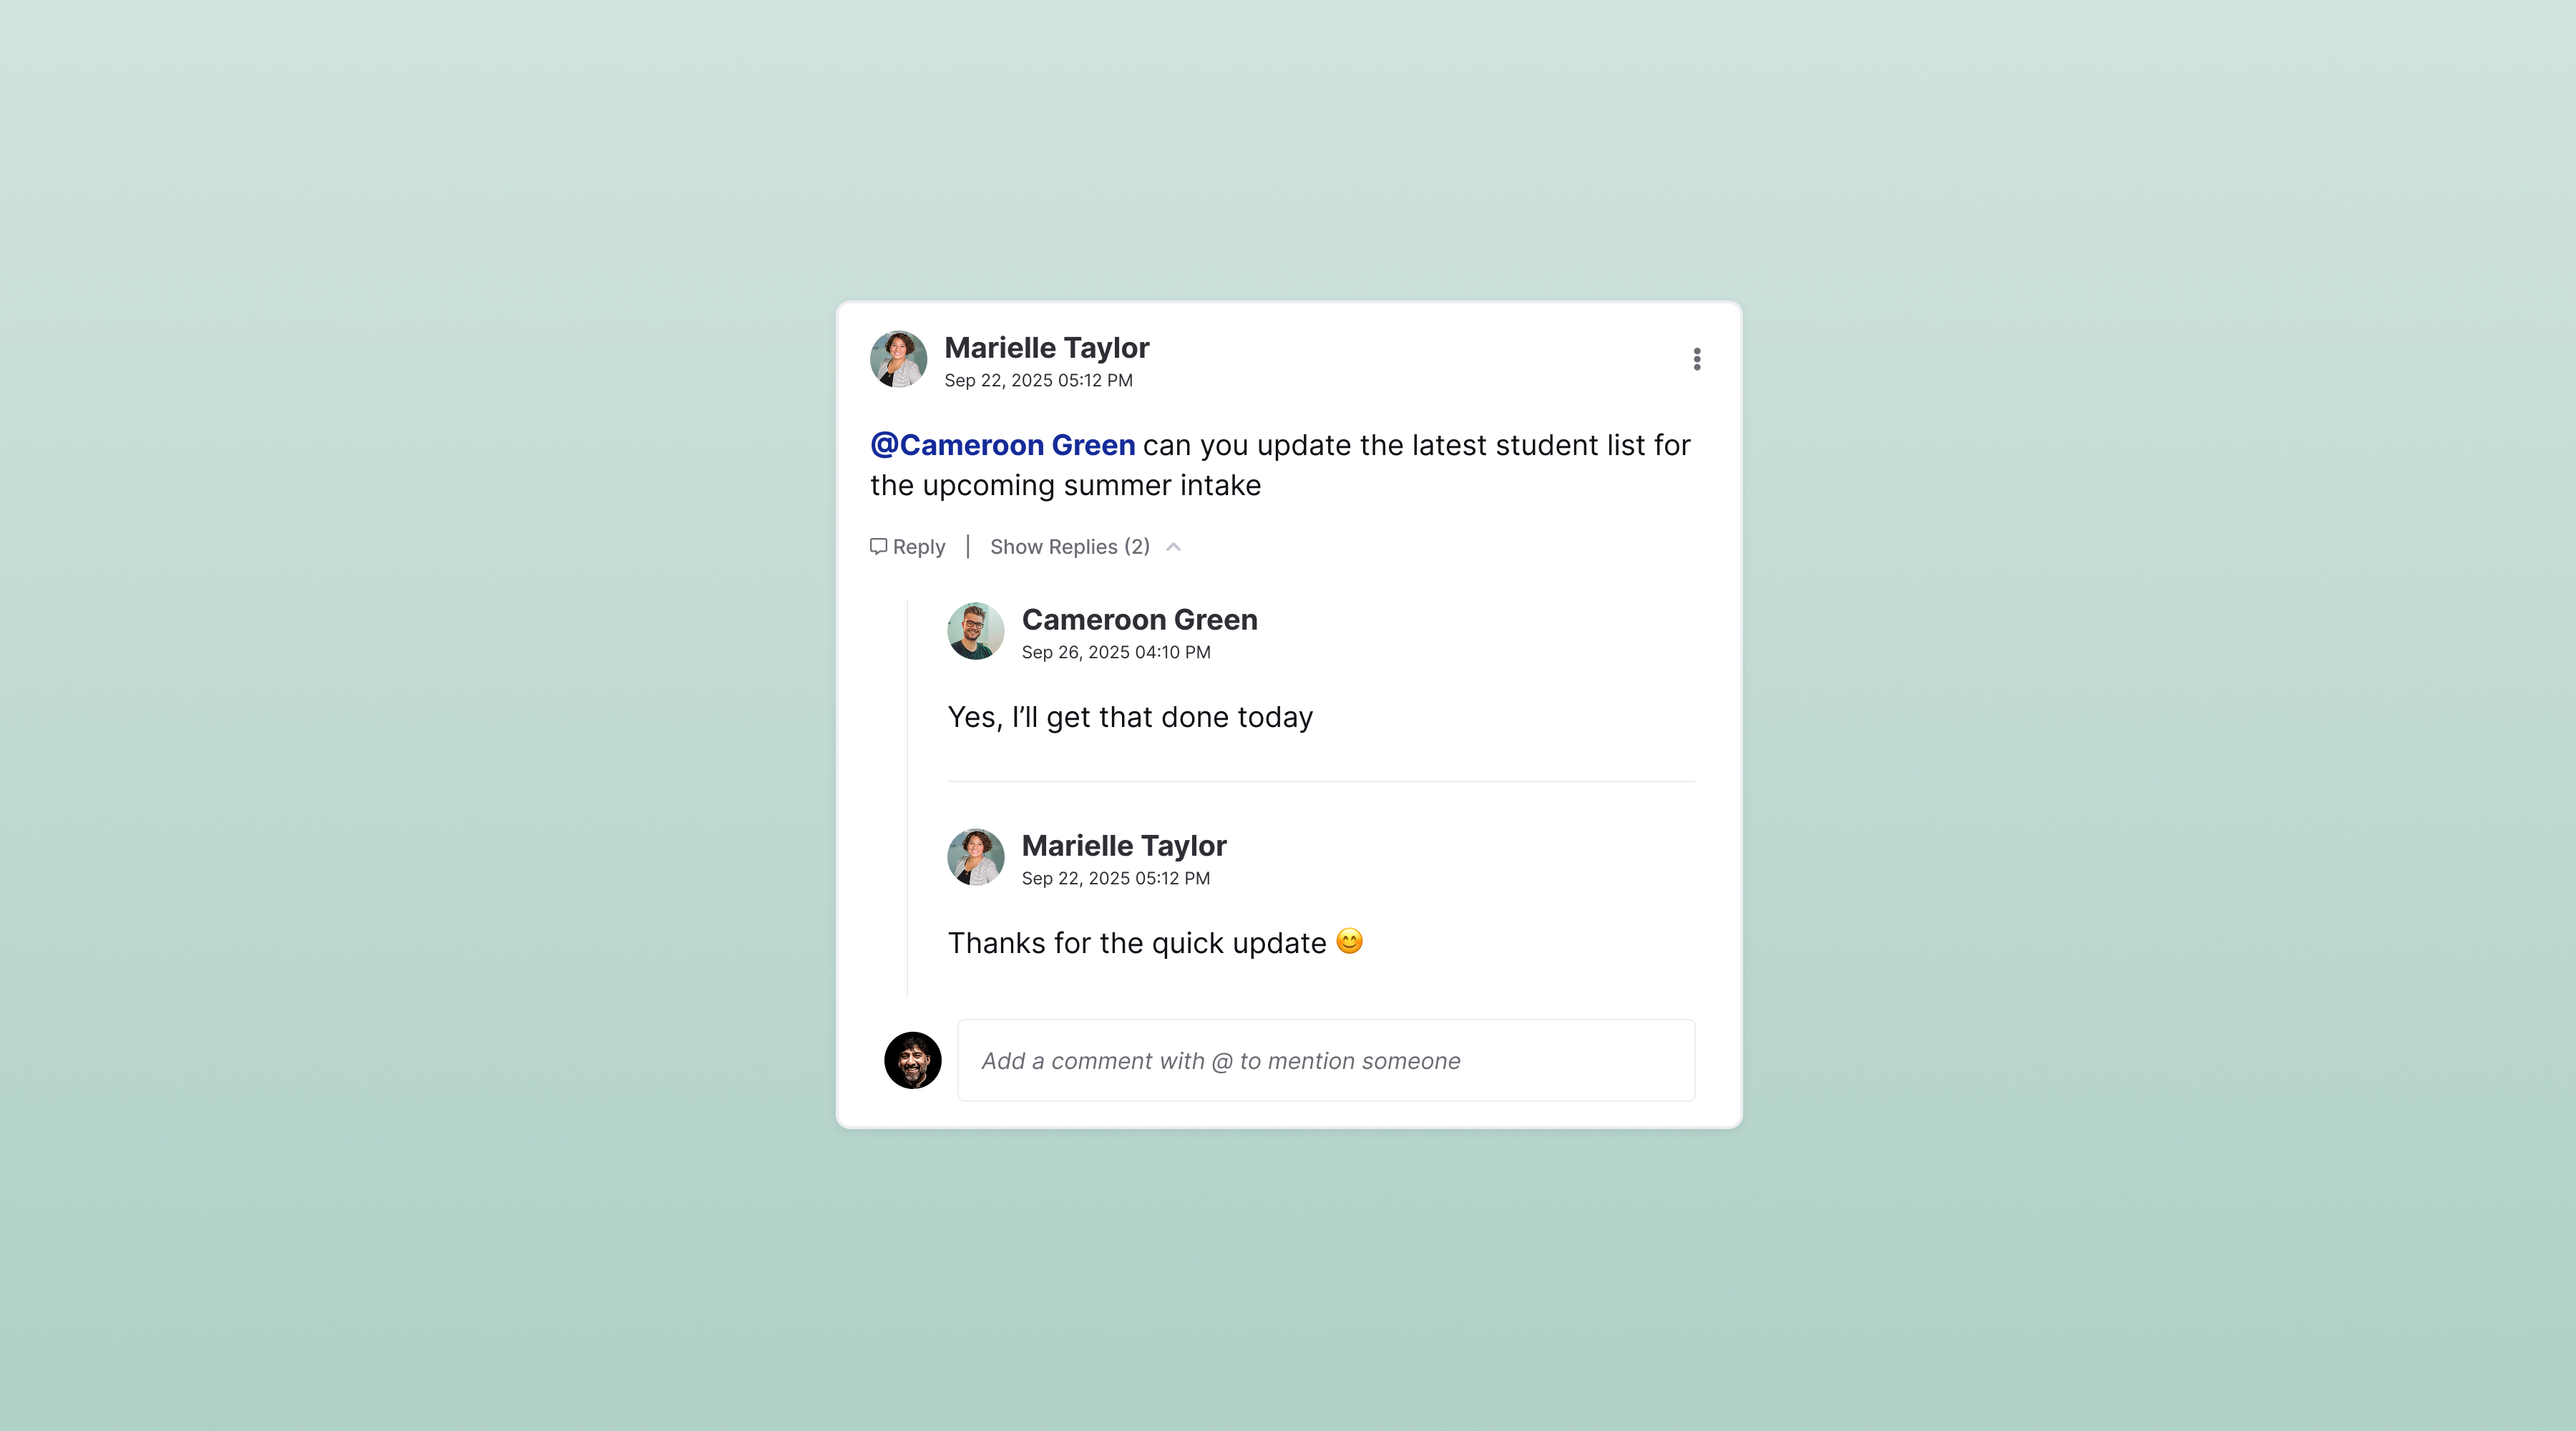 Marielle Taylor
Sep 22, 2025 05:12 PM
@Cameroon Green can you update the latest student list for
the upcoming summer intake
Reply | Show Replies (2)
Cameroon Green
Sep 26, 2025 04:10 PM
Yes, I’ll get that done today
Marielle Taylor
Sep 22, 2025 05:12 PM
Thanks for the quick update 😊
Add a comment with @ to mention someone